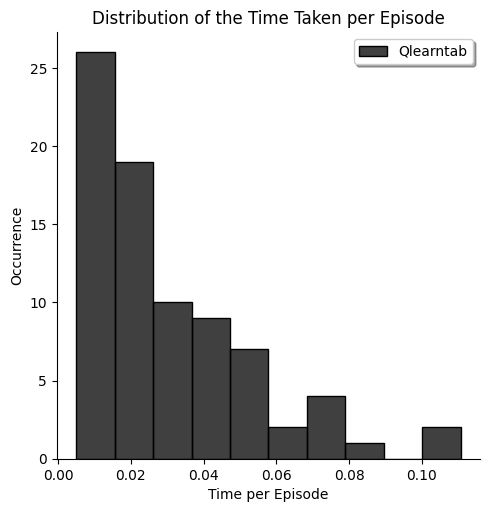 Distribution of the Time Taken per Episode
Qlearntab
25
20
15
10
5
0
Occurrence
0.00 0.02 0.04 0.06 0.08 0.10
Time per Episode